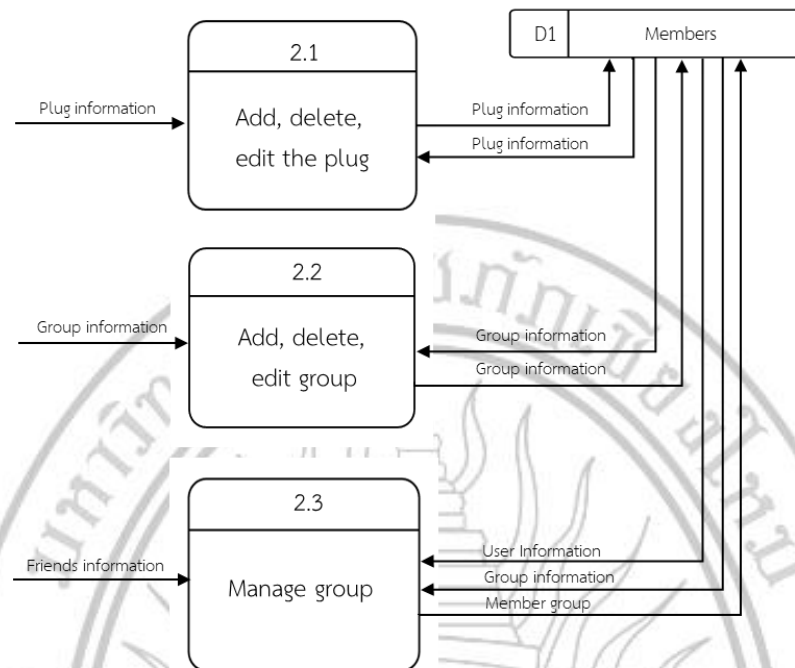 D1 Members
2.1
Plug information
Add, delete,
edit the plug
Plug information
Plug information
2.2
Group information
Add, delete,
edit group
Group information
Group information
2.3
Friends information
Manage group
User Information
Group information
Member group